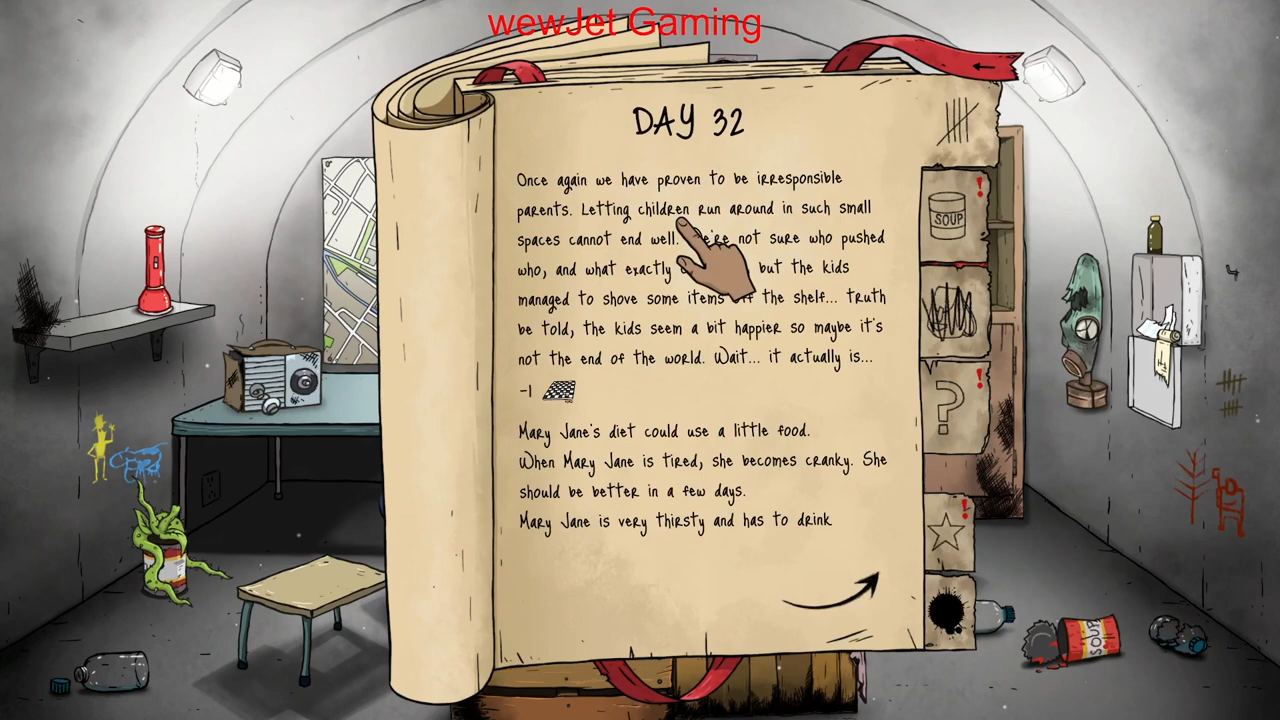 wewJet Gaming
DAY 32
Once again we have proven to be irresponsible
parents. Letting children run around in such small
spaces cannot end well. not sure who pushed
who, and what exactly but the kids
managed to shove some items the shelf... truth
be told, the kids seem a bit happier so maybe it's
not the end of the world. Wait... it actually is...
-1
Mary Jane's diet could use a little food.
When Mary Jane is tired, she becomes cranky. She
should be better in a few days.
Mary Jane is very thirsty and has to drink
!
SOUP
!
?
!
SOUP